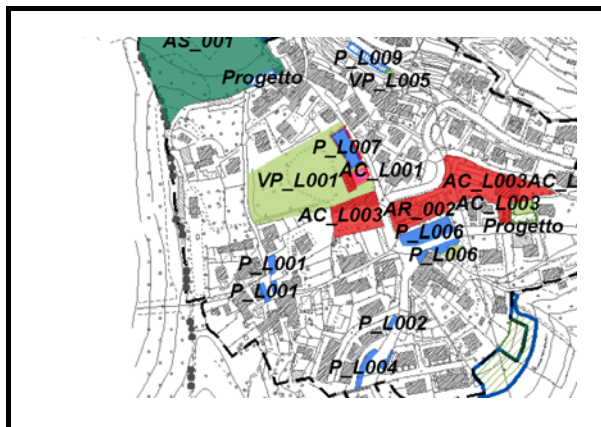 AS_001
P_L009
Progetto
VP_L005
P_L007
AC_L001
VP_L001
AC_L003AC_L
AC_L003
AR_002
AC_L003
P_L006
Progetto
P_L006
P_L001
P_L001
P_L002
P_L004